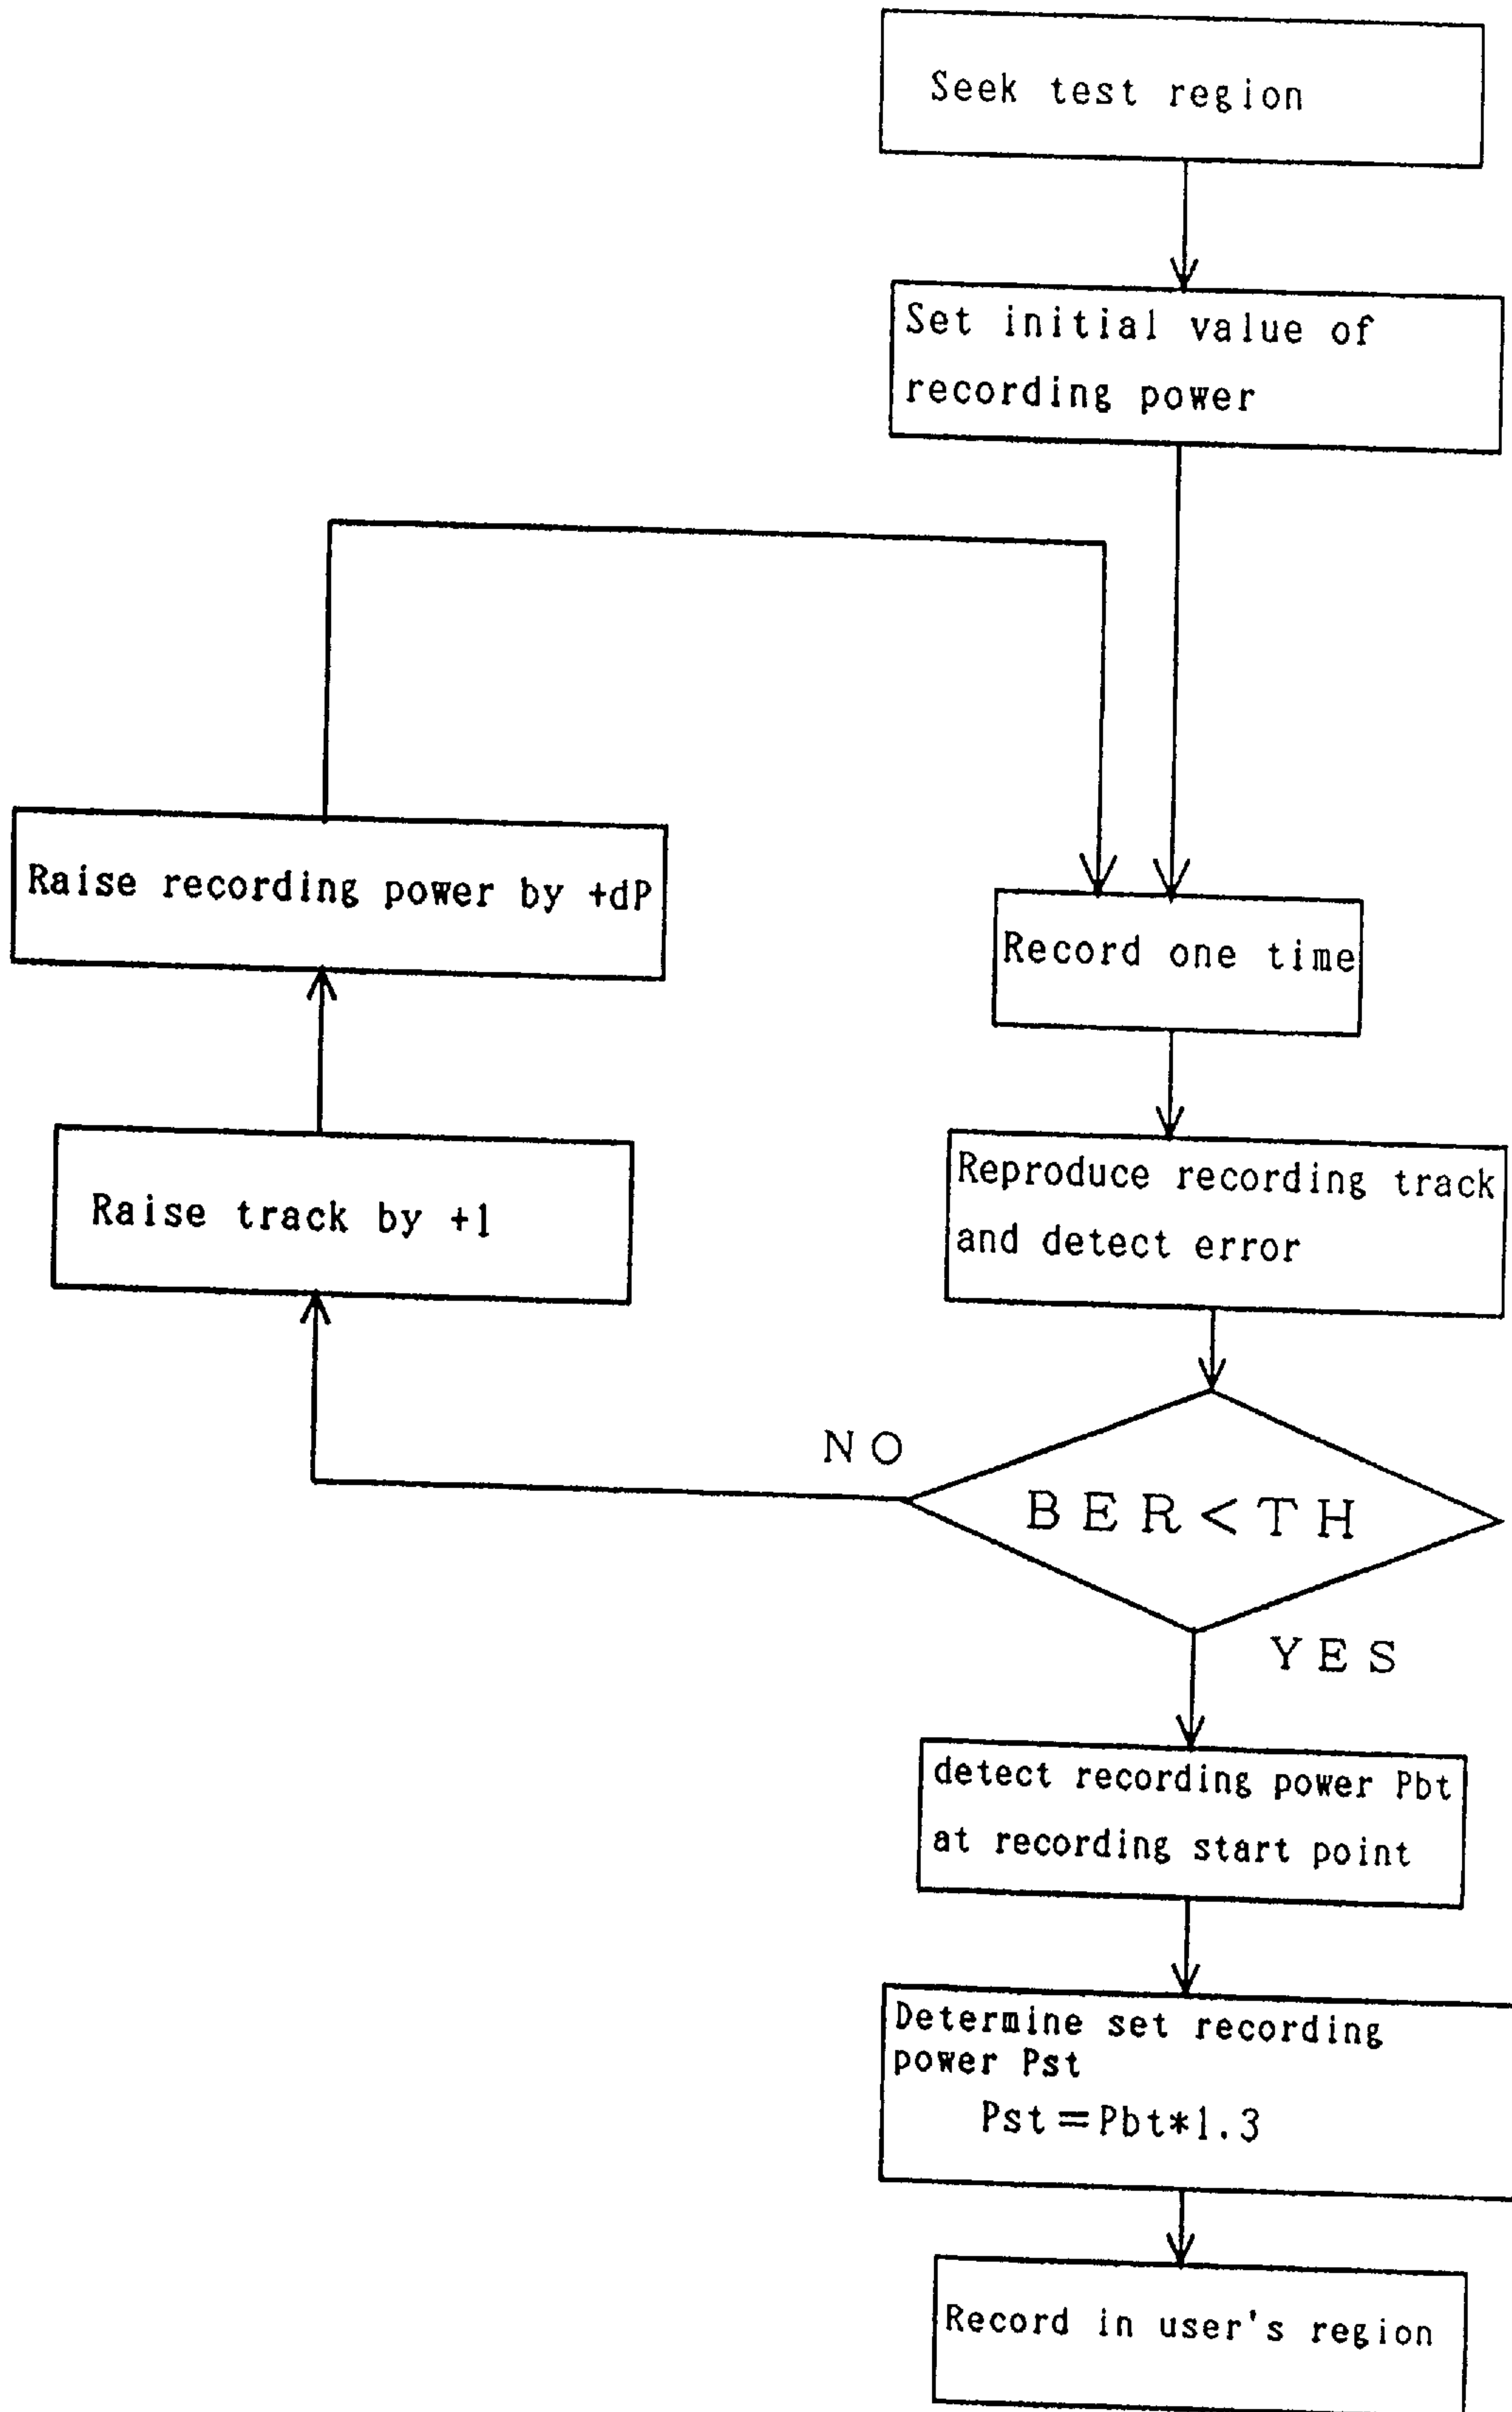 Seek test region
Set initial value of
recording power
Raise recording power by +dP
Record one time
Raise track by +1
Reproduce recording track
and detect error
NO
BER<TH
YES
detect recording power Pbt
at recording start point
Determine set recording
power Pst
Pst=Pbt*1.3
Record in user's region